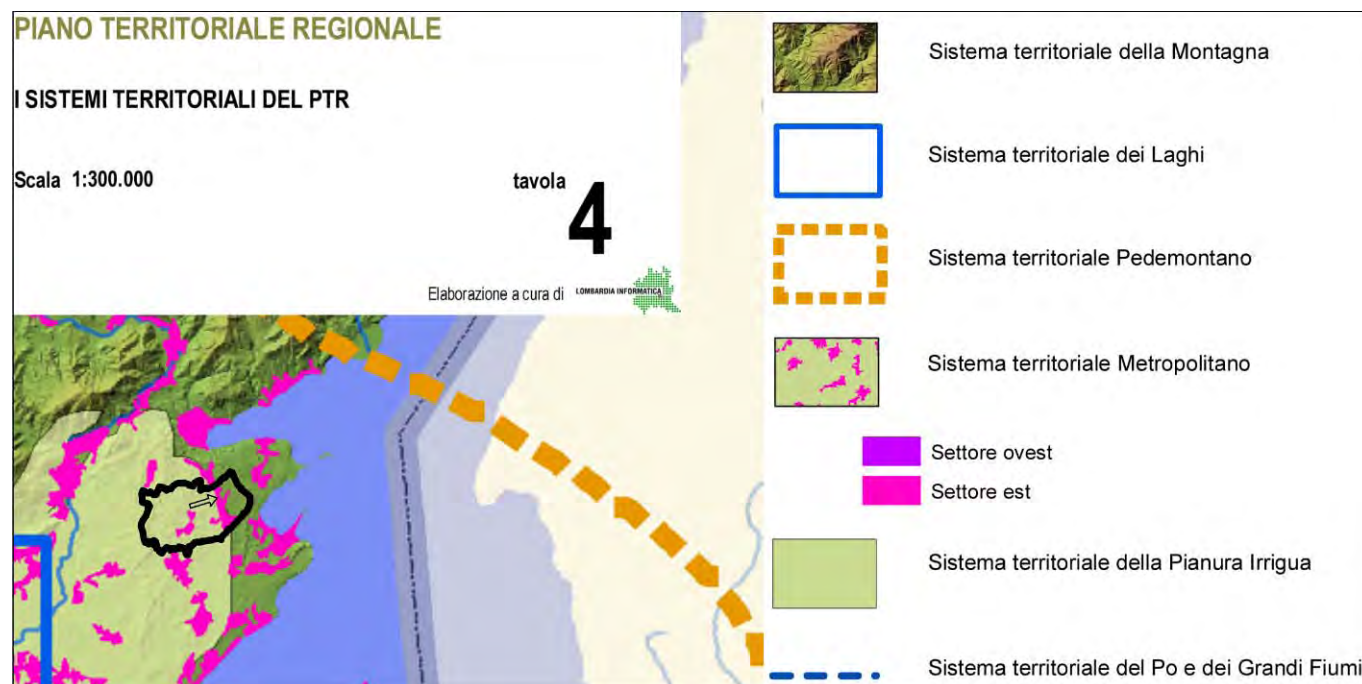 PIANO TERRITORIALE REGIONALE
I SISTEMI TERRITORIALI DEL PTR
Scala 1:300.000
tavola
4
Elaborazione a cura di
LOMBARDIA INFORMATICA
Sistema territoriale della Montagna
Sistema territoriale dei Laghi
Sistema territoriale Pedemontano
Sistema territoriale Metropolitano
Settore ovest
Settore est
Sistema territoriale della Pianura Irrigua
Sistema territoriale del Po e dei Grandi Fiumi